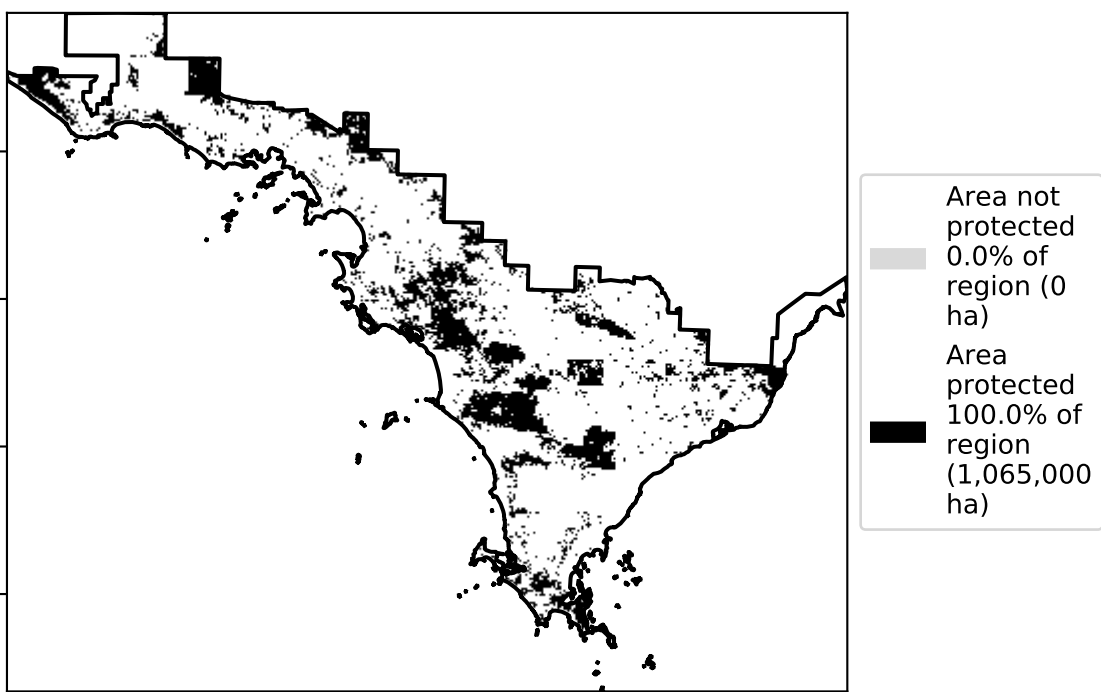 Area not
protected
0.0% of
region (0
ha)
Area
protected
100.0% of
region
(1,065,000
ha)